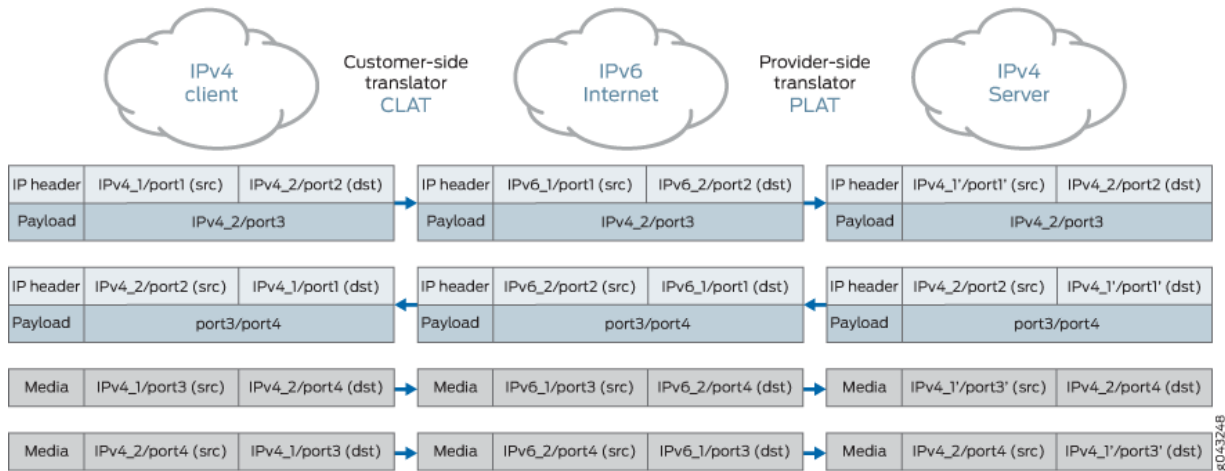 IPv4
client
Customer-side
translator
CLAT
IPv6
Internet
Provider-side
translator
PLAT
IPv4
Server
IP header IPv4_1/port1 (src) IPv4_2/port2 (dst) IP header IPv6_1/port1 (src) IPv6_2/port2 (dst) IP header IPv4_1'/port1' (src) IPv4_2/port2 (dst)
Payload IPv4_2/port3 Payload IPv4_2/port3 Payload IPv4_2/port3
IP header IPv4_2/port2 (src) IPv4_1/port1 (dst) IP header IPv6_2/port2 (src) IPv6_1/port1 (dst) IP header IPv4_2/port2 (src) IPv4_1'/port1' (dst)
Payload port3/port4 Payload port3/port4 Payload port3/port4
Media IPv4_1/port3 (src) IPv4_2/port4 (dst) Media IPv6_1/port3 (src) IPv6_2/port4 (dst) Media IPv4_1'/port3' (src) IPv4_2/port4 (dst)
Media IPv4_2/port4 (src) IPv4_1/port3 (dst) Media IPv6_2/port4 (src) IPv6_1/port3 (dst) Media IPv4_2/port4 (src) IPv4_1'/port3' (dst)
g043248